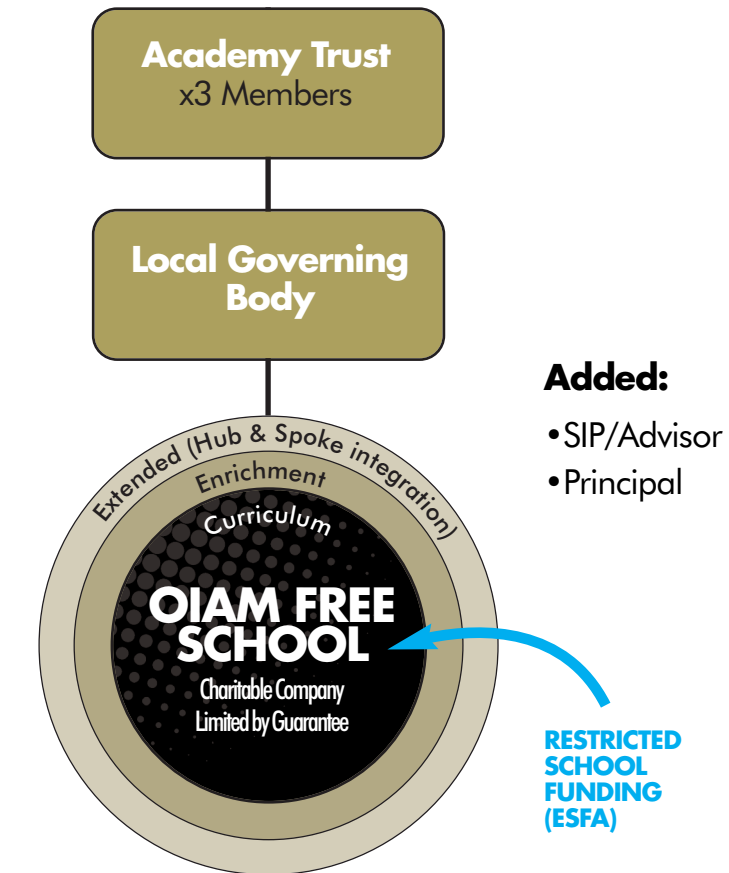 Academy Trust
x3 Members
Local Governing
Body
Added:
•SIP/Advisor
•Principal
Extended (Hub & Spoke integration)
Enrichment
Curriculum
OIAM FREE
SCHOOL
Charitable Company
Limited by Guarantee
RESTRICTED
SCHOOL
FUNDING
(ESFA)